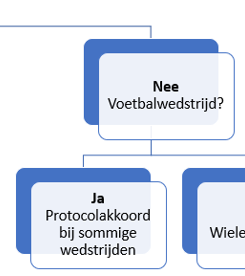 Nee
Voetbalwedstrijd?
Ja
Protocolakkoord
bij sommige
wedstrijden